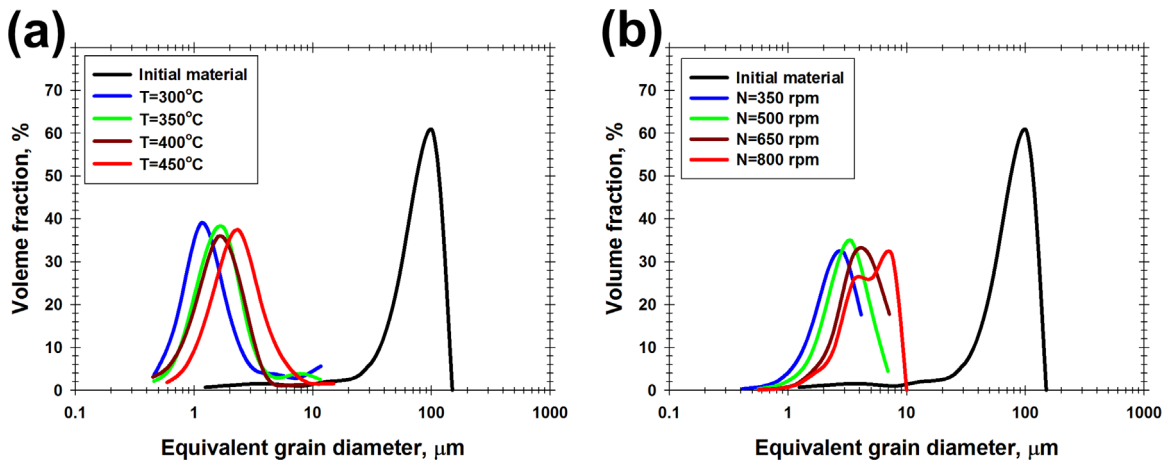 (a)
Voleme fraction, %
70
60
50
40
30
20
10
0
Initial material
T=300°C
T=350°C
T=400°C
T=450°C
0.1 1 10 100 1000
Equivalent grain diameter, μm
(b)
Volume fraction, %
70
60
50
40
30
20
10
0
Initial material
N=350 rpm
N=500 rpm
N=650 rpm
N=800 rpm
0.1 1 10 100 1000
Equivalent grain diameter, μm